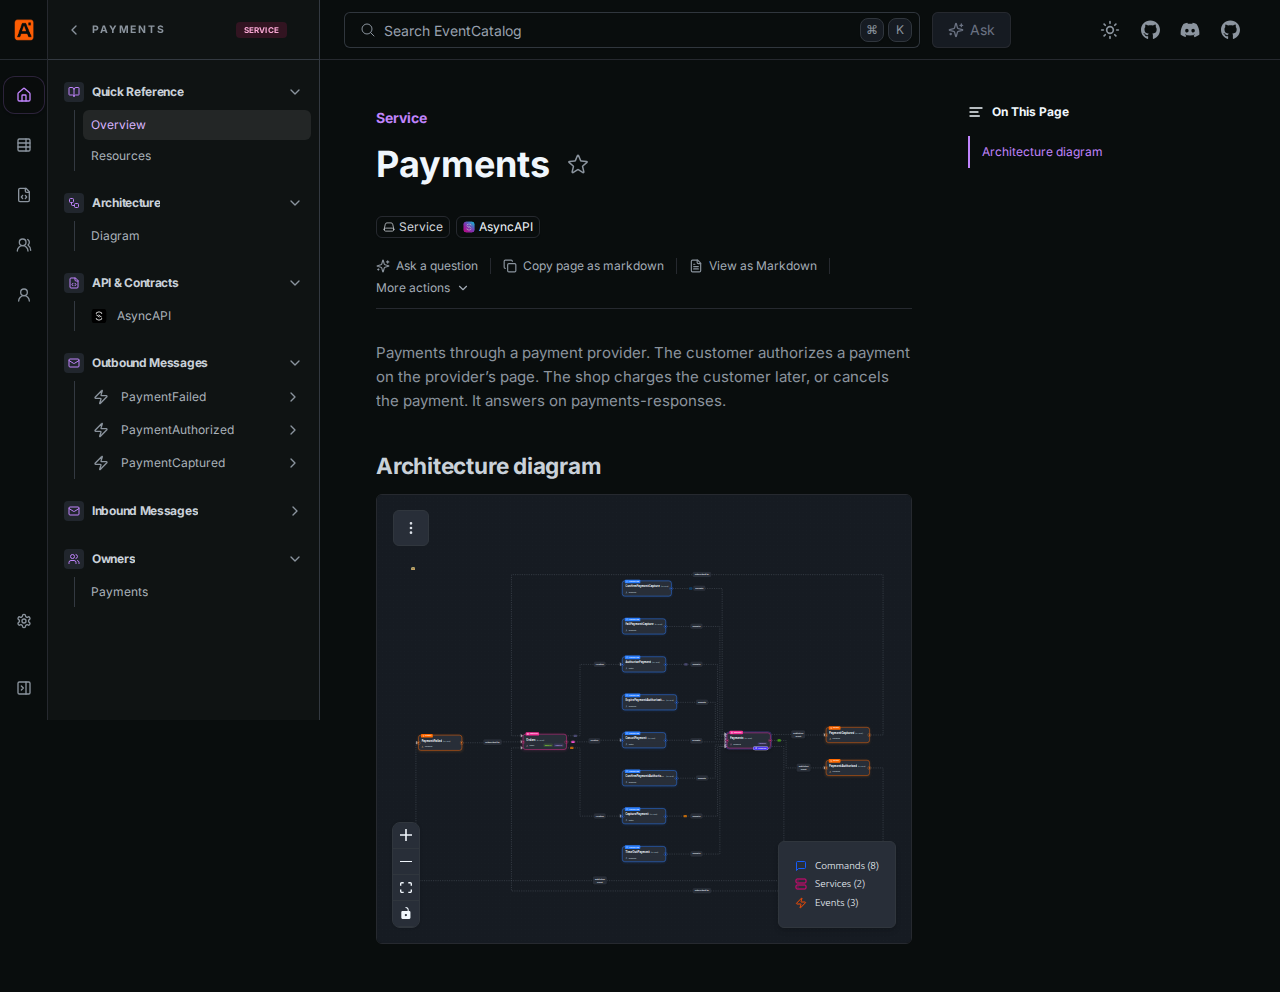 PAYMENTS
SERVICE
Search EventCatalog
⌘
K
Ask
Quick Reference
Overview
Resources
Architecture
Diagram
API & Contracts
AsyncAPI
Outbound Messages
PaymentFailed
PaymentAuthorized
PaymentCaptured
Inbound Messages
Owners
Payments
Service
Payments
Service
AsyncAPI
Ask a question
Copy page as markdown
View as Markdown
More actions
Payments through a payment provider. The customer authorizes a payment
on the provider’s page. The shop charges the customer later, or cancels
the payment. It answers on payments-responses.
Architecture diagram
Commands (8)
Services (2)
Events (3)
On This Page
Architecture diagram